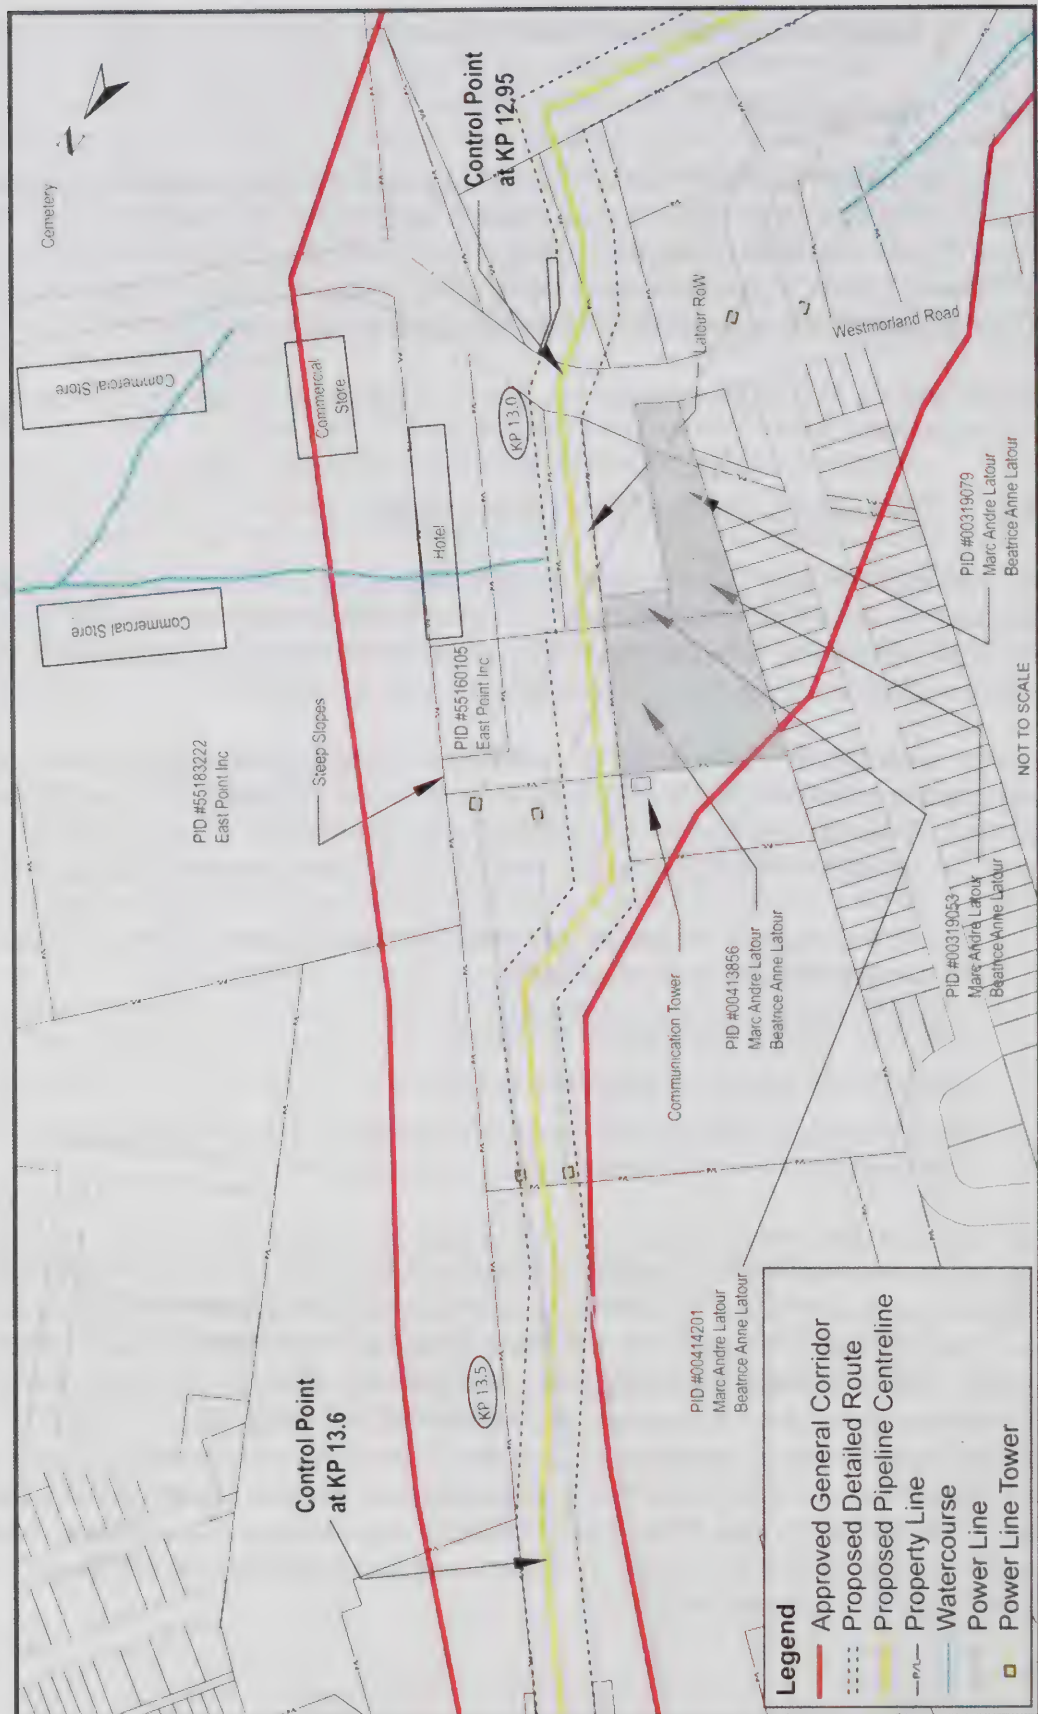 Cemetery
N
Control Point
at KP 12.95
Commercial Store
Commercial
Store
Commercial Store
Hotel
KP 13.0
Latour RoW
Westmorland Road
PID #55183222
East Point Inc
Steep Slopes
PID #55160105
East Point Inc
PID #00319079
Marc Andre Latour
Beatrice Anne Latour
PID #00319053
Marc Andre Latour
Beatrice Anne Latour
PID #00413856
Marc Andre Latour
Beatrice Anne Latour
Communication Tower
PID #00414201
Marc Andre Latour
Beatrice Anne Latour
KP 13.5
Control Point
at KP 13.6
NOT TO SCALE
Legend
Approved General Corridor
Proposed Detailed Route
Proposed Pipeline Centreline
P/L Property Line
Watercourse
Power Line
Power Line Tower